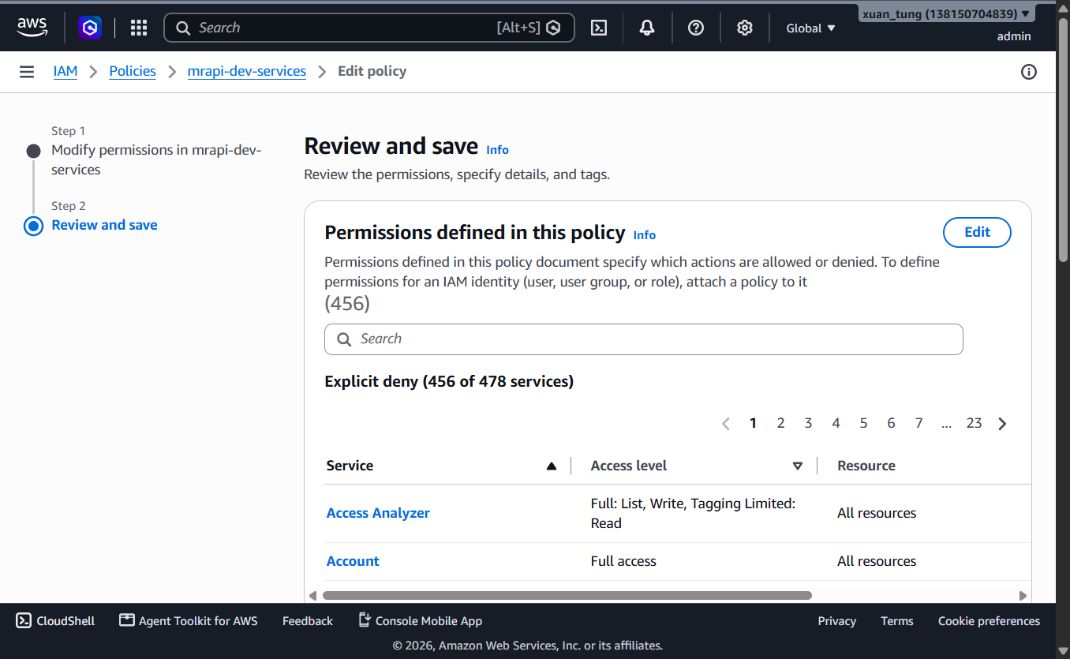 aws
Search [Alt+S]
Global
xuan_tung (138150704839)
admin
IAM Policies mrapi-dev-services Edit policy
Step 1
Modify permissions in mrapi-dev-
services
Step 2
Review and save
Review and save Info
Review the permissions, specify details, and tags.
Permissions defined in this policy Info
Edit
Permissions defined in this policy document specify which actions are allowed or denied. To define
permissions for an IAM identity (user, user group, or role), attach a policy to it
(456)
Search
Explicit deny (456 of 478 services)
1 2 3 4 5 6 7 ... 23
Service Access level Resource
Access Analyzer Full: List, Write, Tagging Limited: Read All resources
Account Full access All resources
CloudShell Agent Toolkit for AWS Feedback Console Mobile App Privacy Terms Cookie preferences
© 2026, Amazon Web Services, Inc. or its affiliates.